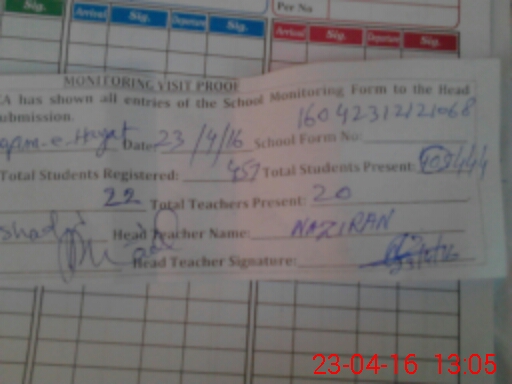 Arrival Sig. Departure Sig.
Per No
Arrival Sig. Departure Sig.
Sig.
MONITORING VISIT PROOF
EA has shown all entries of the School Monitoring Form to the Head
ubmission.
Date: 23/4/16 School Form No: 16042312121068
Total Students Registered: 457 Total Students Present: 444
22 Total Teachers Present: 20
Head Teacher Name: NAZIRAN
Head Teacher Signature:
23-04-16 13:05